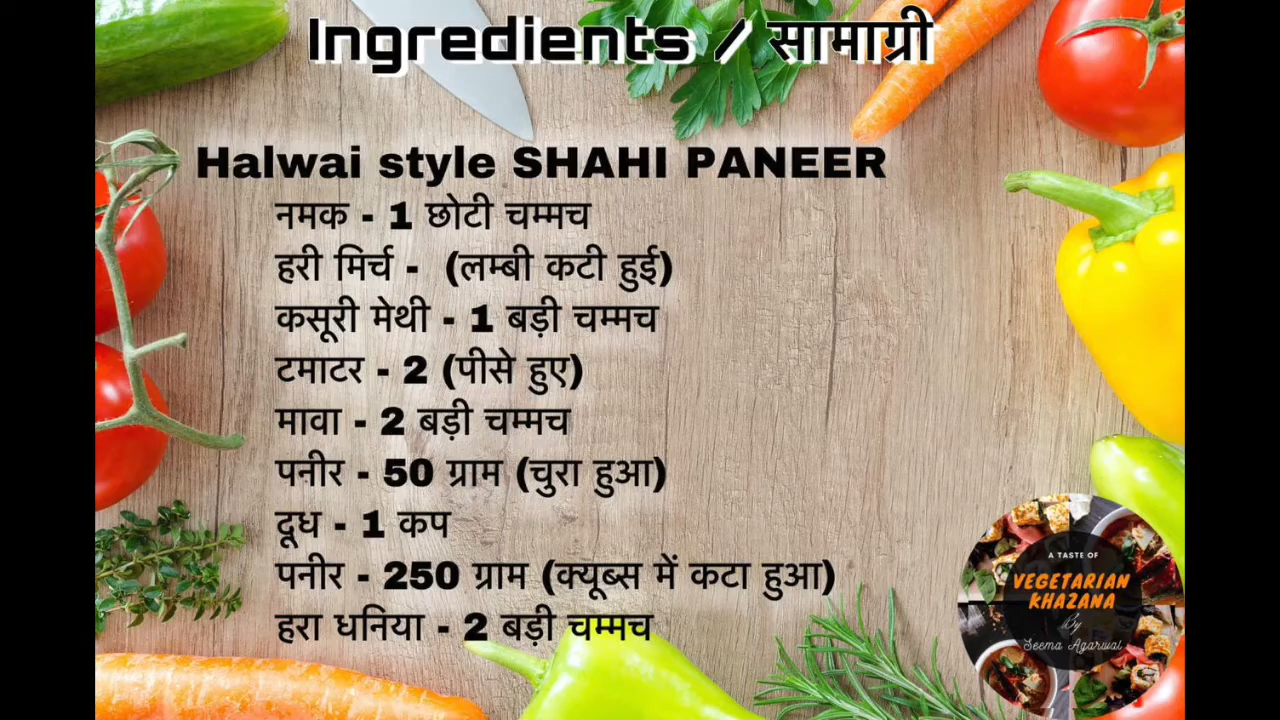 Ingredients / सामाग्री
Halwai style SHAHI PANEER
नमक - 1 छोटी चम्मच
हरी मिर्च - (लम्बी कटी हुई)
कसूरी मेथी - 1 बड़ी चम्मच
टमाटर - 2 (पीसे हुए)
मावा - 2 बड़ी चम्मच
पनीर - 50 ग्राम (चुरा हुआ)
दूध - 1 कप
पनीर - 250 ग्राम (क्यूब्स में कटा हुआ)
हरा धनिया - 2 बड़ी चम्मच
A TASTE OF
VEGETARIAN
KHAZANA
By
Seema Agarwal